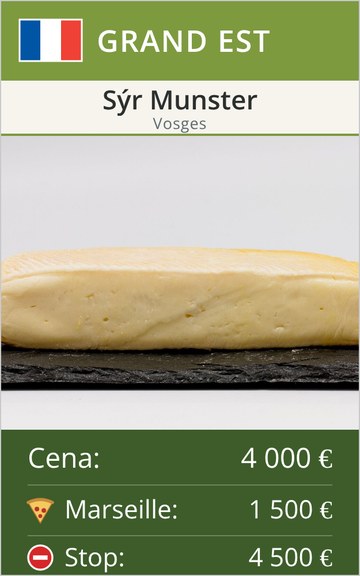 GRAND EST
Sýr Munster
Vosges
Cena: 4 000 €
Marseille: 1 500 €
Stop: 4 500 €